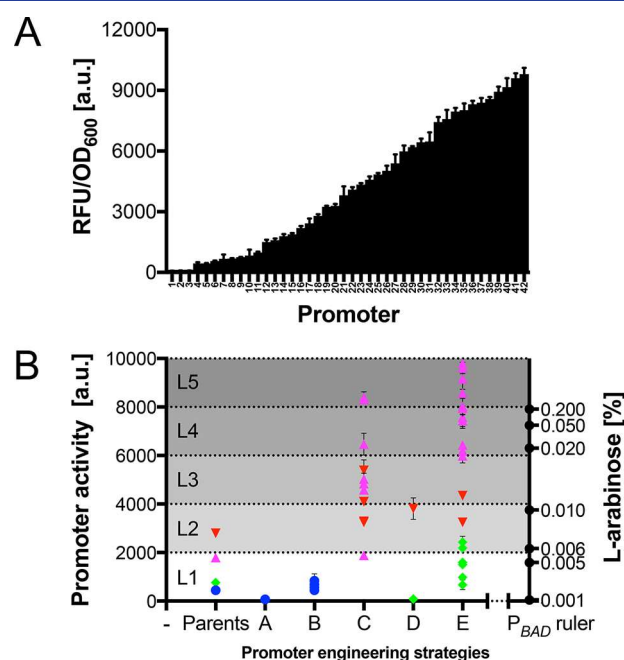 A
12000
9000
6000
3000
0
RFU/OD600 [a.u.]
1 2 3 4 5 6 7 8 9 10 11 12 13 14 15 16 17 18 19 20 21 22 23 24 25 26 27 28 29 30 31 32 33 34 35 36 37 38 39 40 41 42
Promoter
B
10000
8000
6000
4000
2000
0
Promoter activity [a.u.]
L5
L4
L3
L2
L1
0.200
0.050
0.020
0.010
0.006
0.005
0.001
L-arabinose [%]
- Parents A B C D E PBAD ruler
Promoter engineering strategies